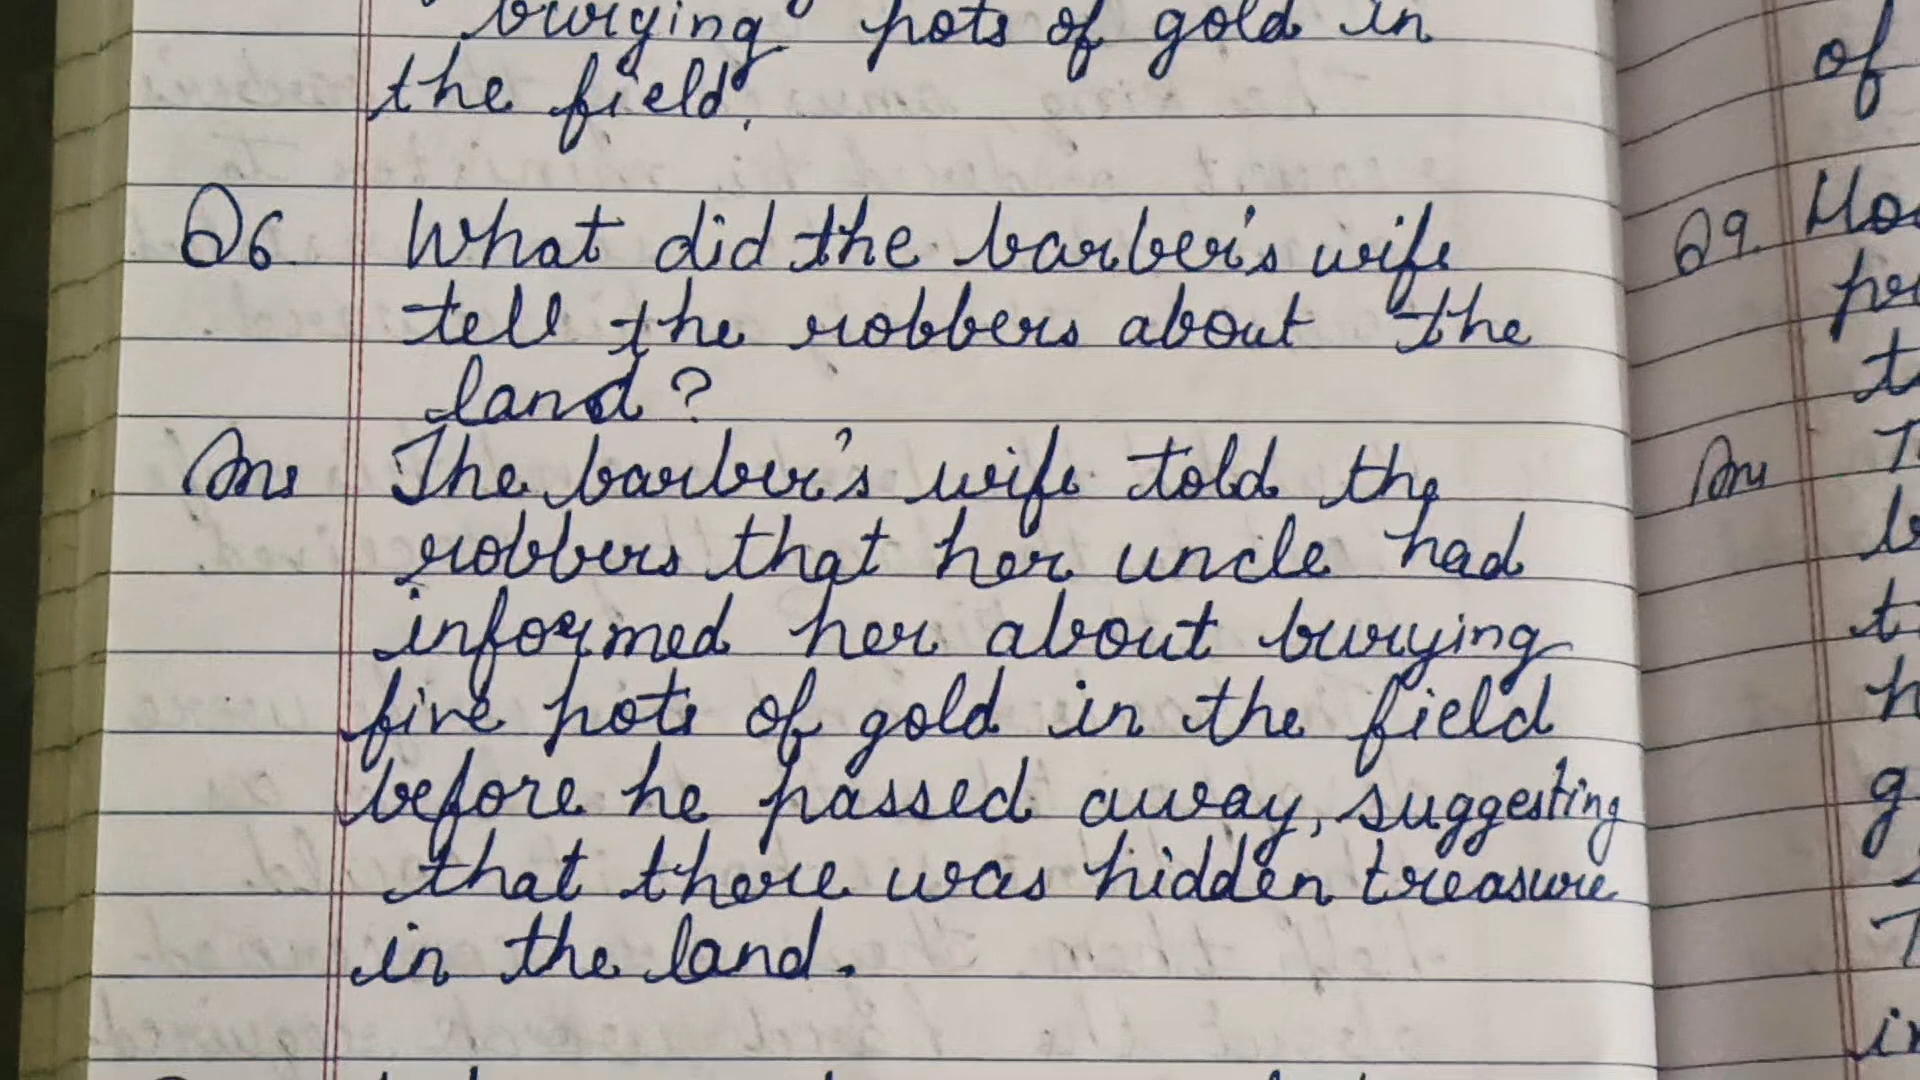 burying pots of gold in
the field.
Q6 What did the barber's wife
tell the robbers about the
land?
Ans The barber's wife told the
robbers that her uncle had
informed her about burying
five pots of gold in the field
before he passed away, suggesting
that there was hidden treasure
in the land.
of
Q9.
Ans